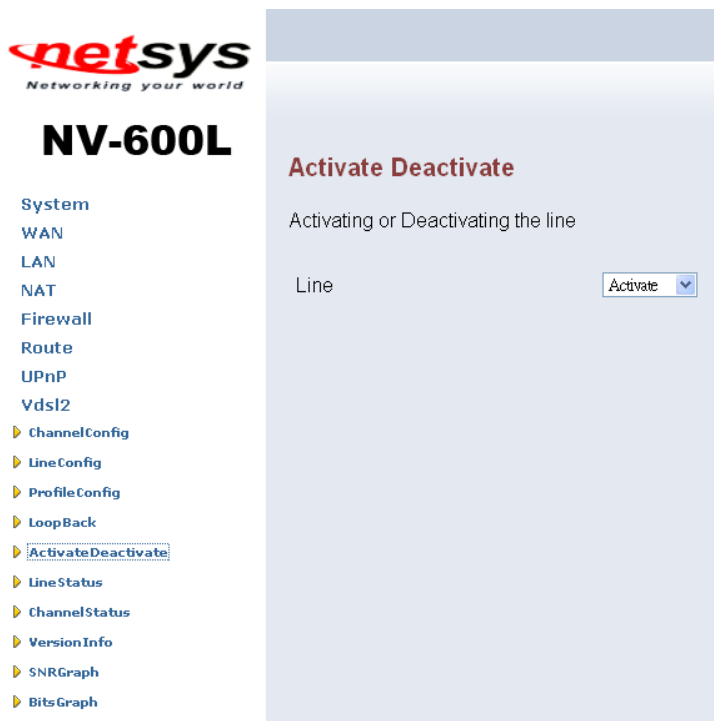 netsys
Networking your world
NV-600L
System
WAN
LAN
NAT
Firewall
Route
UPnP
Vdsl2
ChannelConfig
LineConfig
ProfileConfig
LoopBack
ActivateDeactivate
LineStatus
ChannelStatus
VersionInfo
SNRGraph
BitsGraph
Activate Deactivate
Activating or Deactivating the line
Line Activate